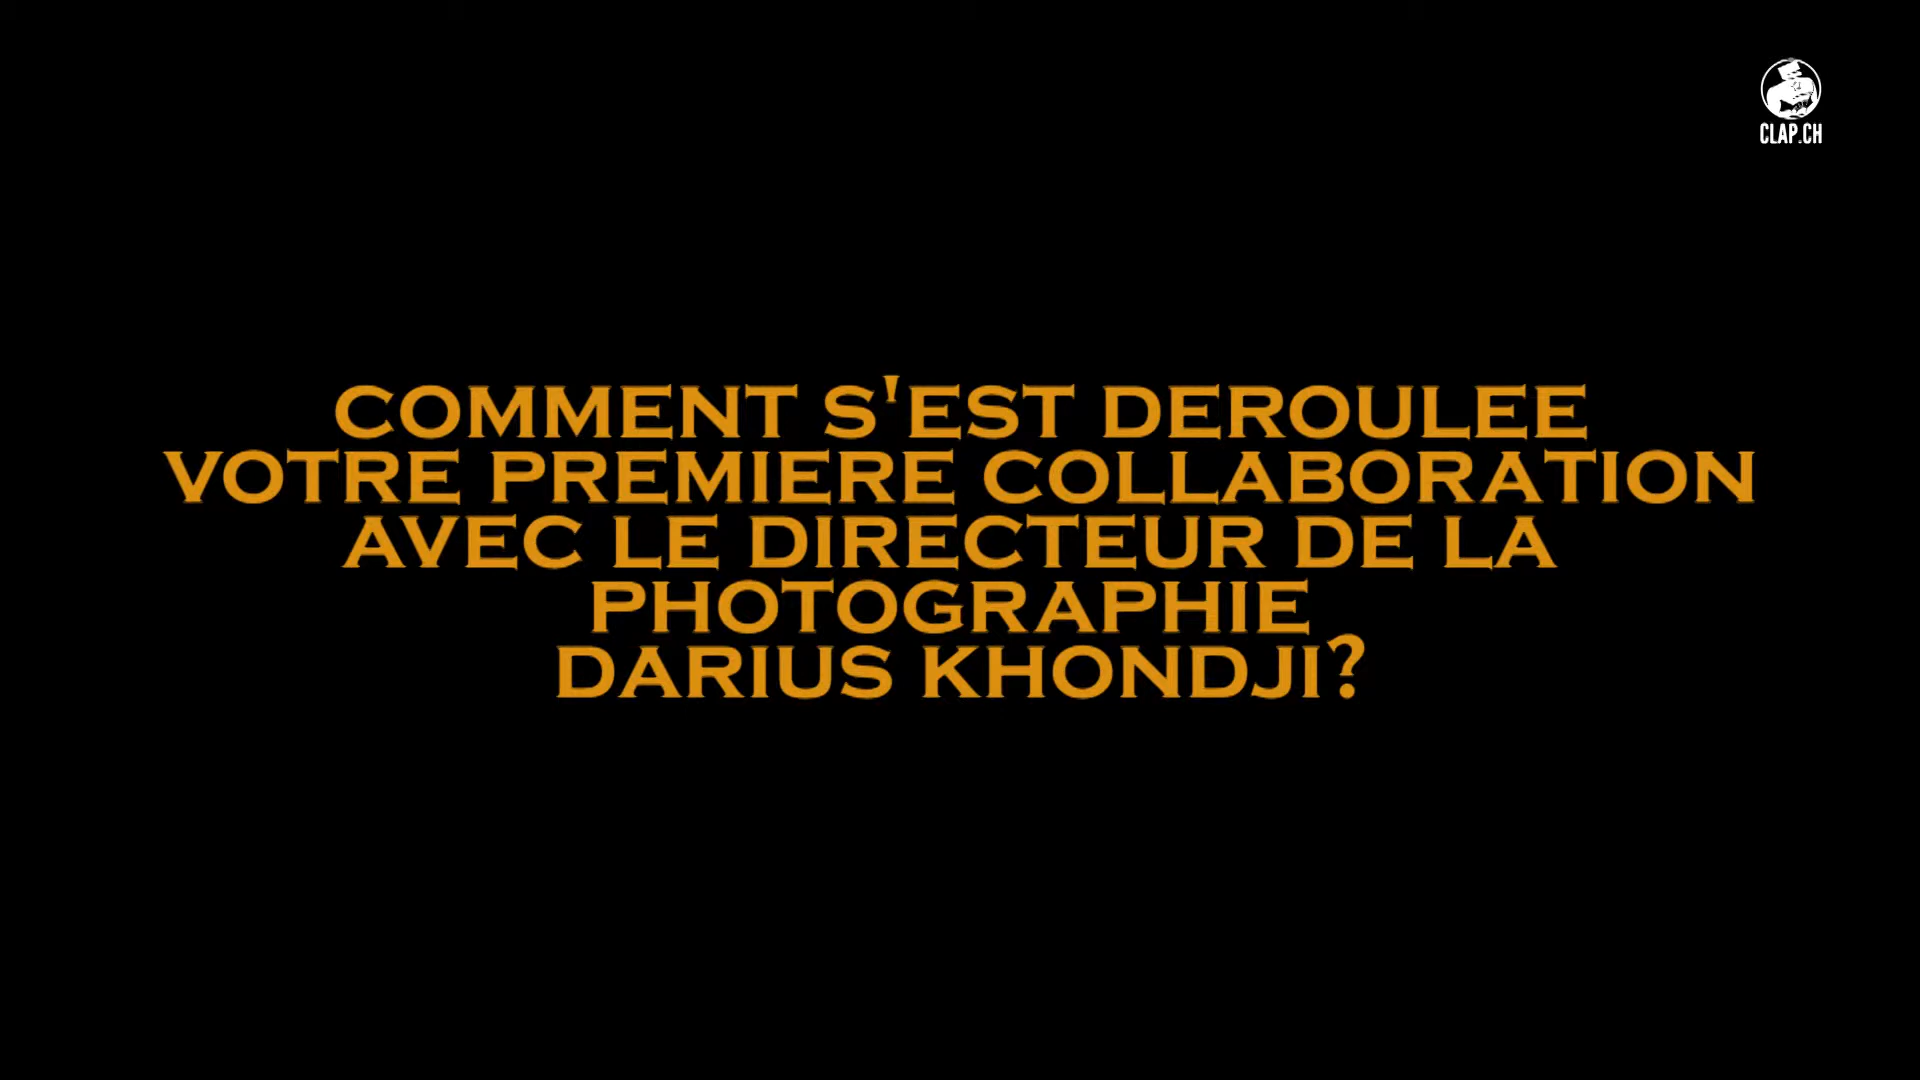 CLAP.CH
COMMENT S'EST DEROULEE
VOTRE PREMIERE COLLABORATION
AVEC LE DIRECTEUR DE LA
PHOTOGRAPHIE
DARIUS KHONDJI?